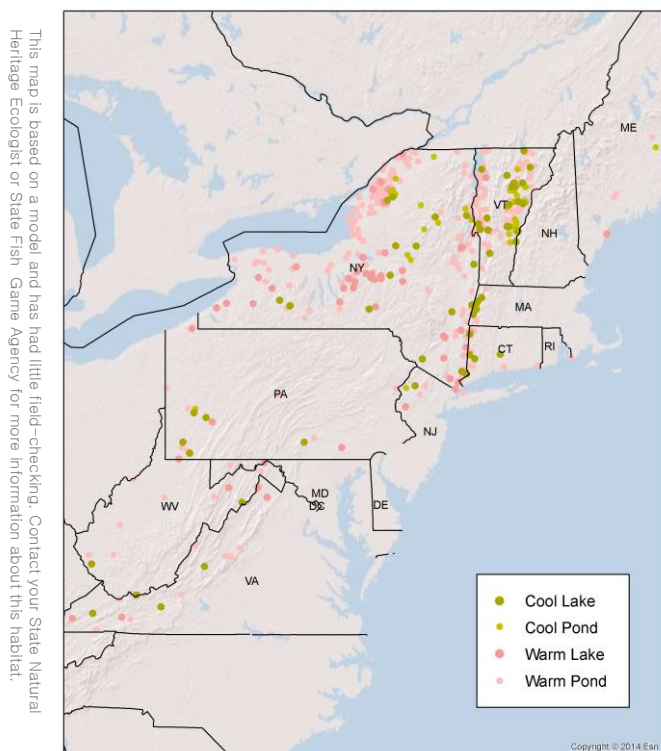 This map is based on a model and has had little field-checking. Contact your State Natural
Heritage Ecologist or State Fish Game Agency for more information about this habitat.
ME
VT
NH
NY
MA
CT
RI
PA
NJ
MD
DC
DE
WV
VA
Cool Lake
Cool Pond
Warm Lake
Warm Pond
Copyright © 2014 Esri